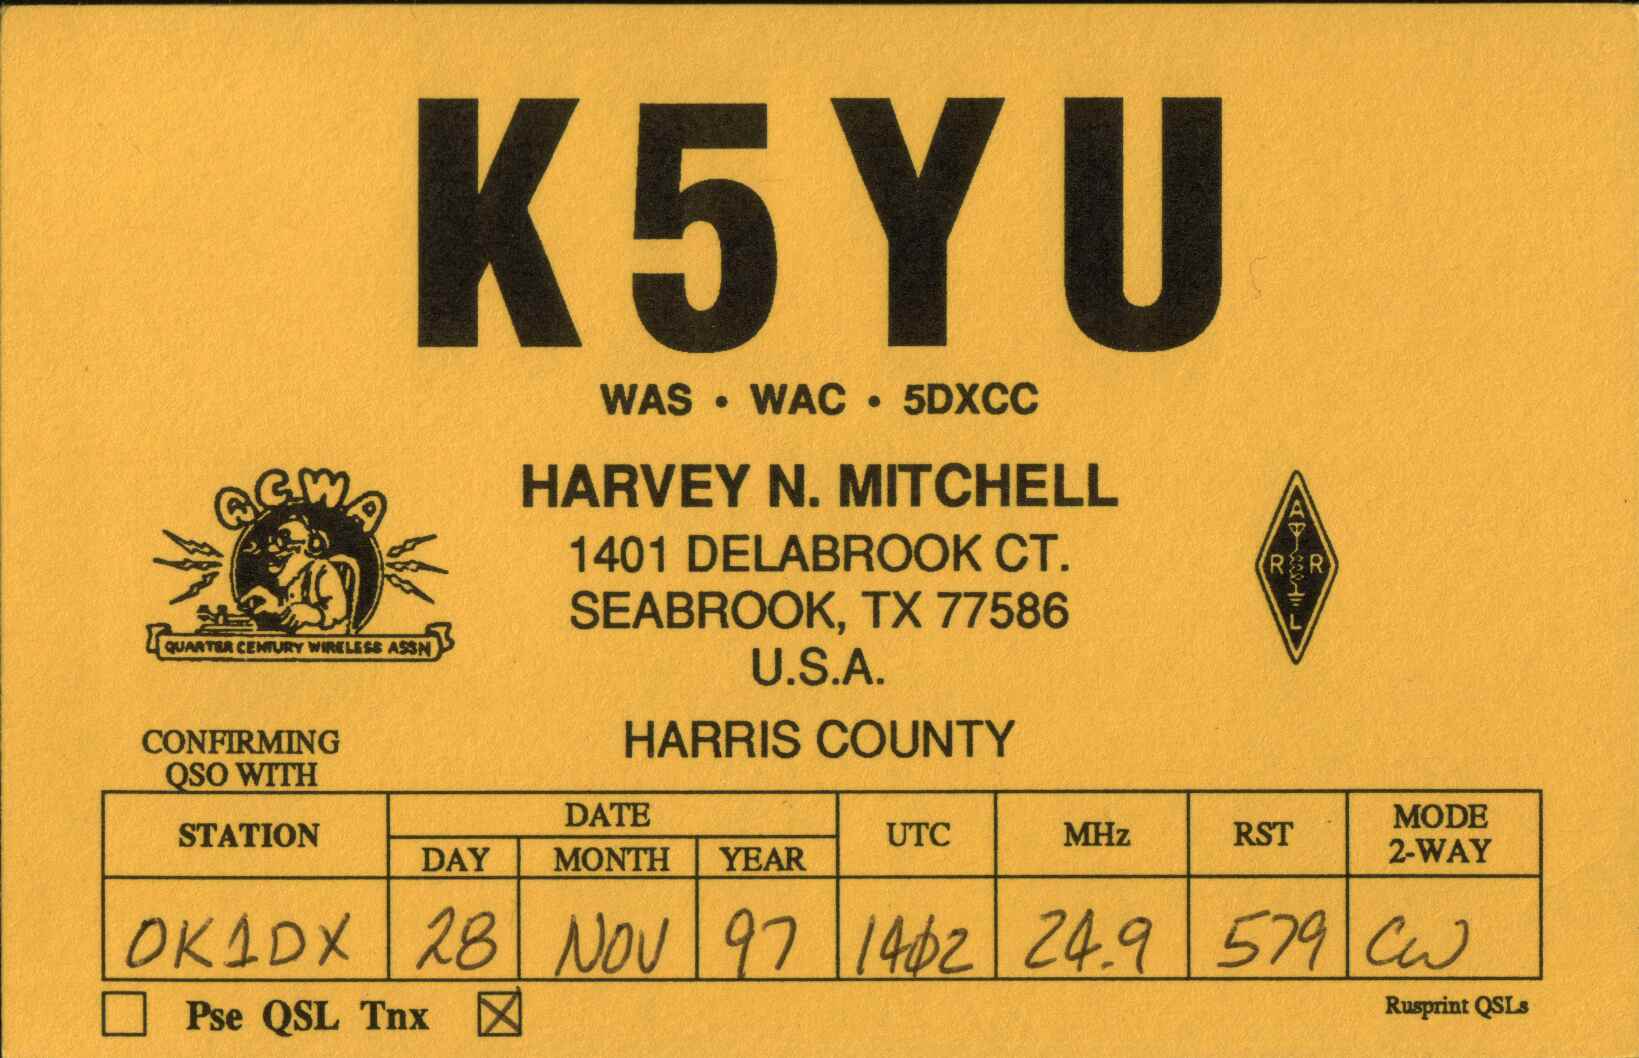 K5YU
WAS • WAC • 5DXCC
QCWA
QUARTER CENTURY WIRELESS ASSN
HARVEY N. MITCHELL
1401 DELABROOK CT.
SEABROOK, TX 77586
U.S.A.
HARRIS COUNTY
A
R R
L
CONFIRMING
QSO WITH
STATION DATE UTC MHz RST MODE 2-WAY
DAY MONTH YEAR
OK1DX 28 NOV 97 1402 24.9 579 CW
Pse QSL Tnx
Rusprint QSLs